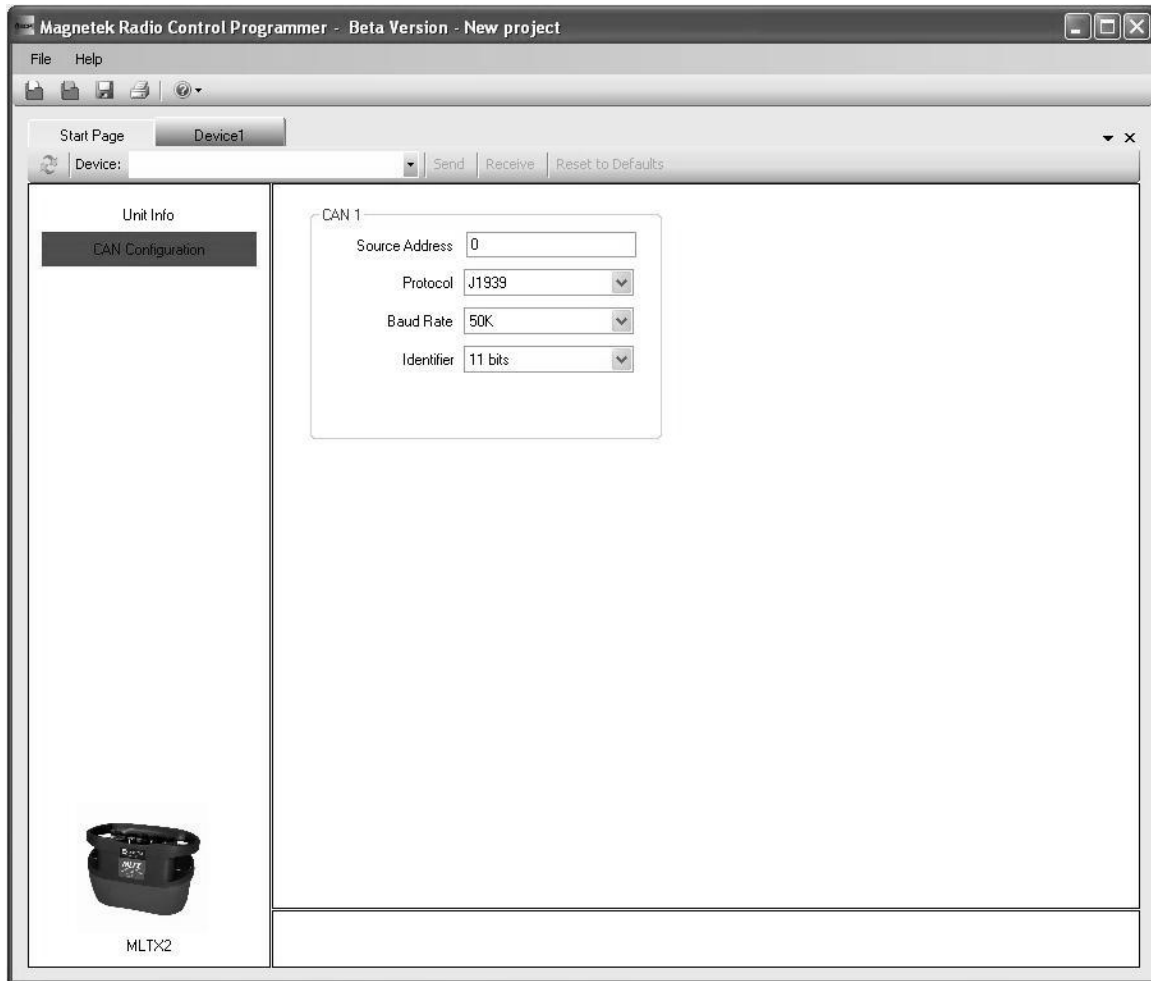 Magnetek Radio Control Programmer - Beta Version - New project
File Help
Start Page Device1
Device: Send Receive Reset to Defaults
Unit Info
CAN Configuration
CAN 1
Source Address 0
Protocol J1939
Baud Rate 50K
Identifier 11 bits
MLTX
MLTX2